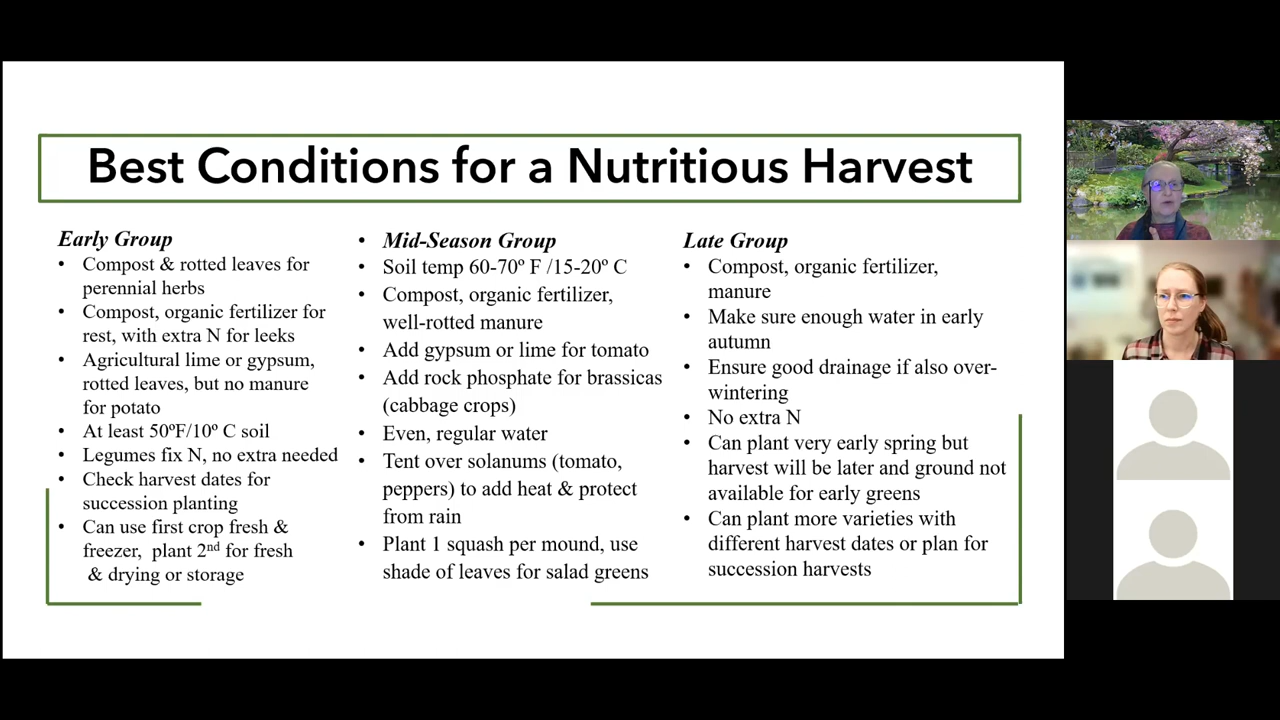 Best Conditions for a Nutritious Harvest
Early Group
• Compost & rotted leaves for
perennial herbs
• Compost, organic fertilizer for
rest, with extra N for leeks
• Agricultural lime or gypsum,
rotted leaves, but no manure
for potato
• At least 50ºF/10º C soil
• Legumes fix N, no extra needed
• Check harvest dates for
succession planting
• Can use first crop fresh &
freezer, plant 2nd for fresh
& drying or storage
• Mid-Season Group
• Soil temp 60-70º F /15-20º C
• Compost, organic fertilizer,
well-rotted manure
• Add gypsum or lime for tomato
• Add rock phosphate for brassicas
(cabbage crops)
• Even, regular water
• Tent over solanums (tomato,
peppers) to add heat & protect
from rain
• Plant 1 squash per mound, use
shade of leaves for salad greens
Late Group
• Compost, organic fertilizer,
manure
• Make sure enough water in early
autumn
• Ensure good drainage if also over-
wintering
• No extra N
• Can plant very early spring but
harvest will be later and ground not
available for early greens
• Can plant more varieties with
different harvest dates or plan for
succession harvests